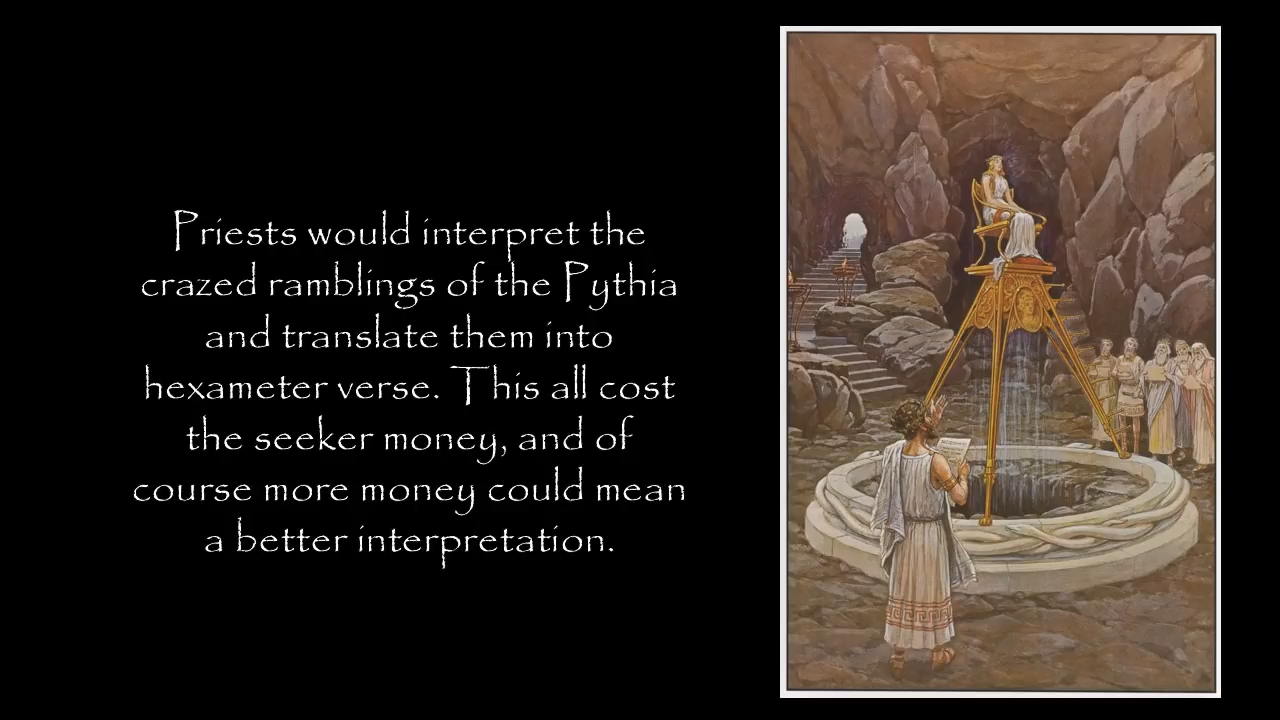 Priests would interpret the
crazed ramblings of the Pythia
and translate them into
hexameter verse. This all cost
the seeker money, and of
course more money could mean
a better interpretation.